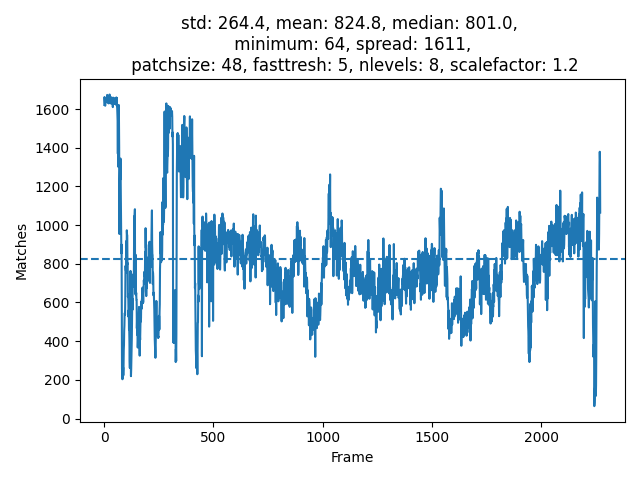 std: 264.4, mean: 824.8, median: 801.0,
minimum: 64, spread: 1611,
patchsize: 48, fasttresh: 5, nlevels: 8, scalefactor: 1.2
1600
1400
1200
1000
800
600
400
200
0
Matches
0 500 1000 1500 2000
Frame